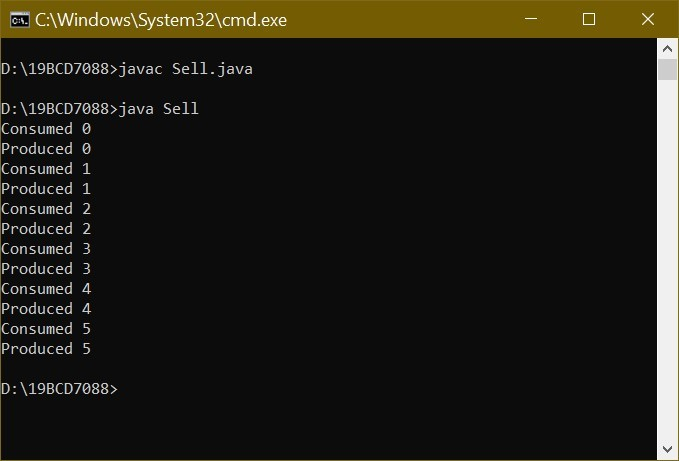 C:\Windows\System32\cmd.exe
D:\19BCD7088>javac Sell.java
D:\19BCD7088>java Sell
Consumed 0
Produced 0
Consumed 1
Produced 1
Consumed 2
Produced 2
Consumed 3
Produced 3
Consumed 4
Produced 4
Consumed 5
Produced 5
D:\19BCD7088>